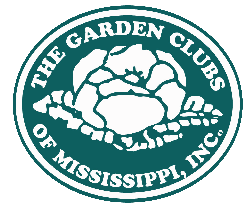 THE GARDEN CLUBS
OF MISSISSIPPI, INC.